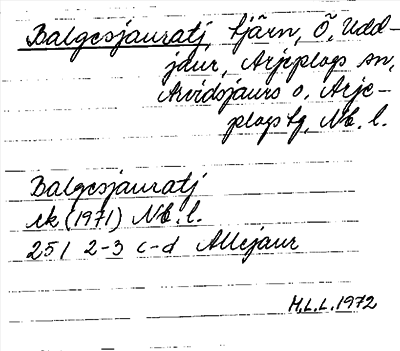 Balgesjauratj, tjärn, Ö, Udd-
jaur, Arjeplogs sn,
Arvidsjaurs o. Arje-
plogs tg, Nb. l.
Balgesjauratj
ek (1971) Nb. l.
25 I 2-3 c-d Allejaur
H.L.L. 1972